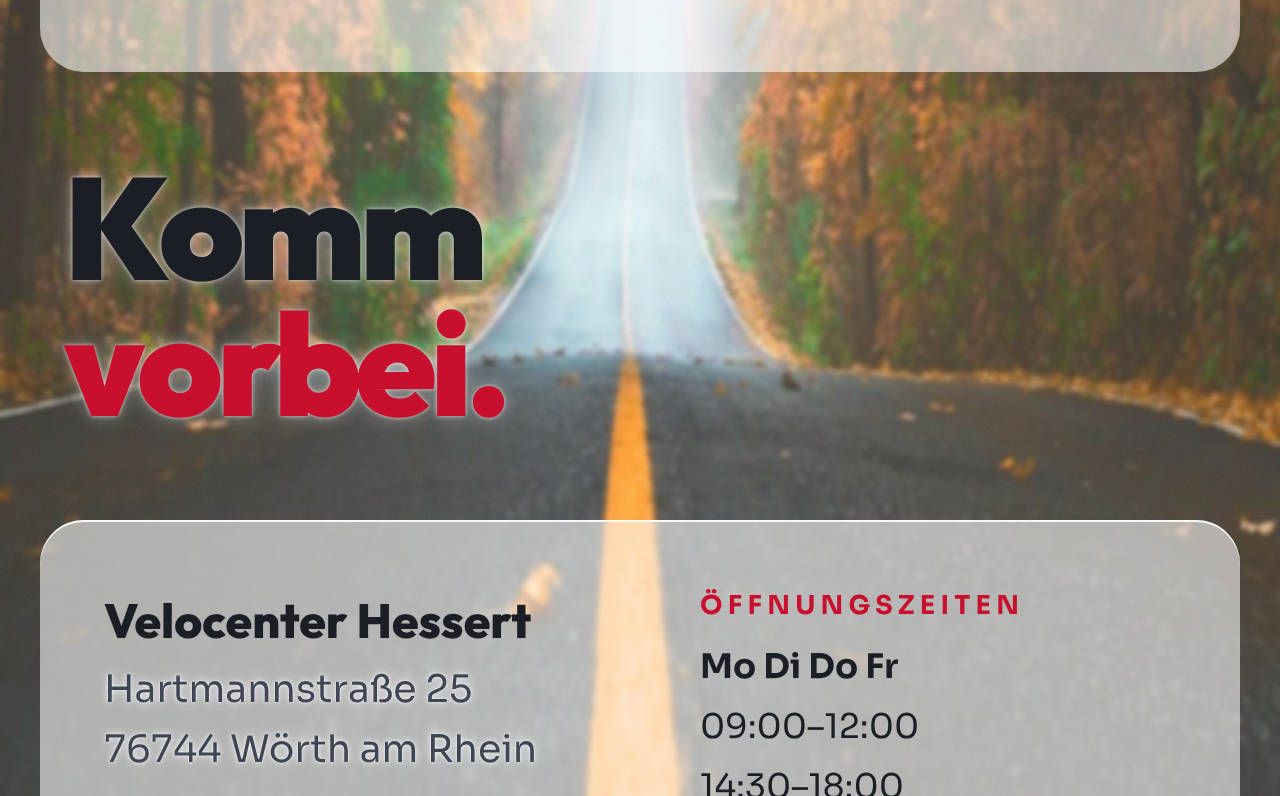 Komm
vorbei.
Velocenter Hessert
Hartmannstraße 25
76744 Wörth am Rhein
ÖFFNUNGSZEITEN
Mo Di Do Fr
09:00–12:00
14:30–18:00